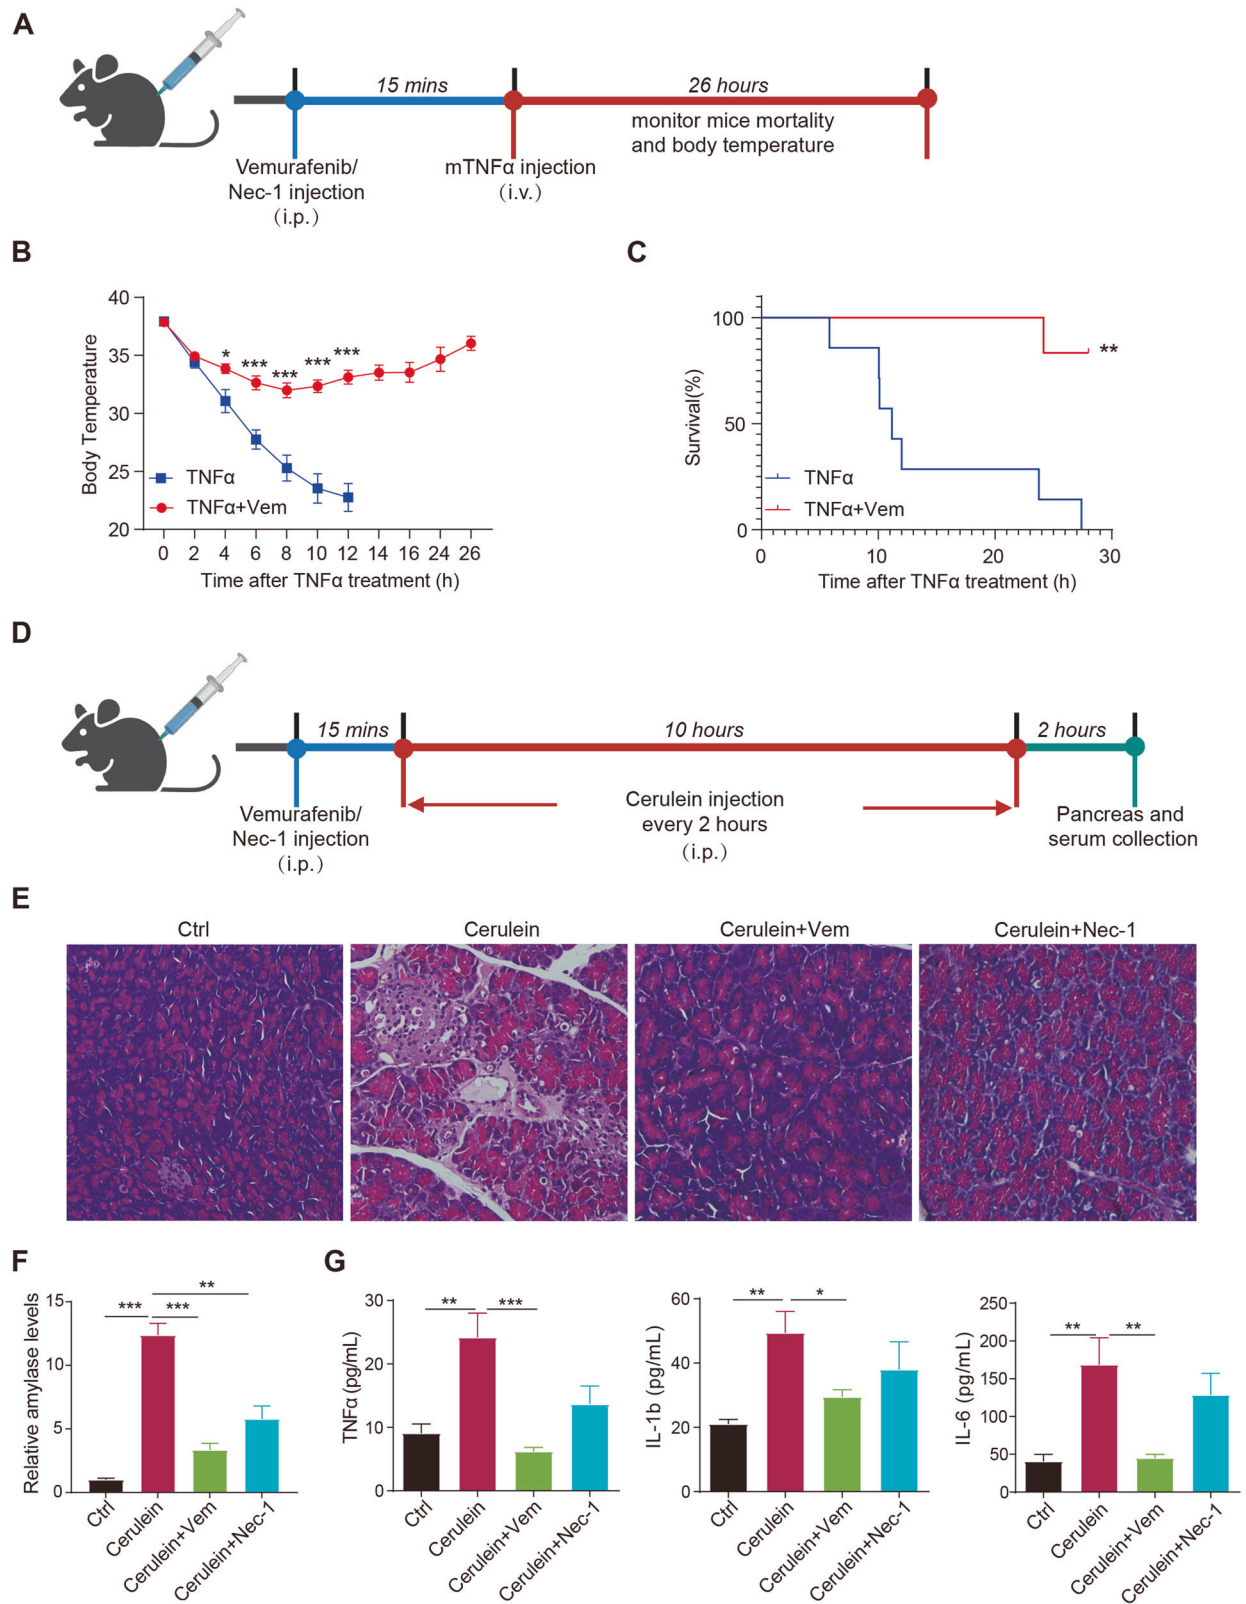 A
15 mins
26 hours
monitor mice mortality
and body temperature
Vemurafenib/
Nec-1 injection
(i.p.)
mTNFα injection
(i.v.)
B
Body Temperature
40
35
30
25
20
*
***
***
***
***
TNFα
TNFα+Vem
0 2 4 6 8 10 12 14 16 24 26
Time after TNFα treatment (h)
C
Survival(%)
100
50
0
**
TNFα
TNFα+Vem
0 10 20 30
Time after TNFα treatment (h)
D
15 mins
10 hours
2 hours
Vemurafenib/
Nec-1 injection
(i.p.)
Cerulein injection
every 2 hours
(i.p.)
Pancreas and
serum collection
E
Ctrl
Cerulein
Cerulein+Vem
Cerulein+Nec-1
F
Relative amylase levels
15
10
5
0
***
***
**
Ctrl
Cerulein
Cerulein+Vem
Cerulein+Nec-1
G
TNFα (pg/mL)
30
20
10
0
**
***
Ctrl
Cerulein
Cerulein+Vem
Cerulein+Nec-1
IL-1b (pg/mL)
60
40
20
0
**
*
Ctrl
Cerulein
Cerulein+Vem
Cerulein+Nec-1
IL-6 (pg/mL)
250
200
150
100
50
0
**
**
Ctrl
Cerulein
Cerulein+Vem
Cerulein+Nec-1